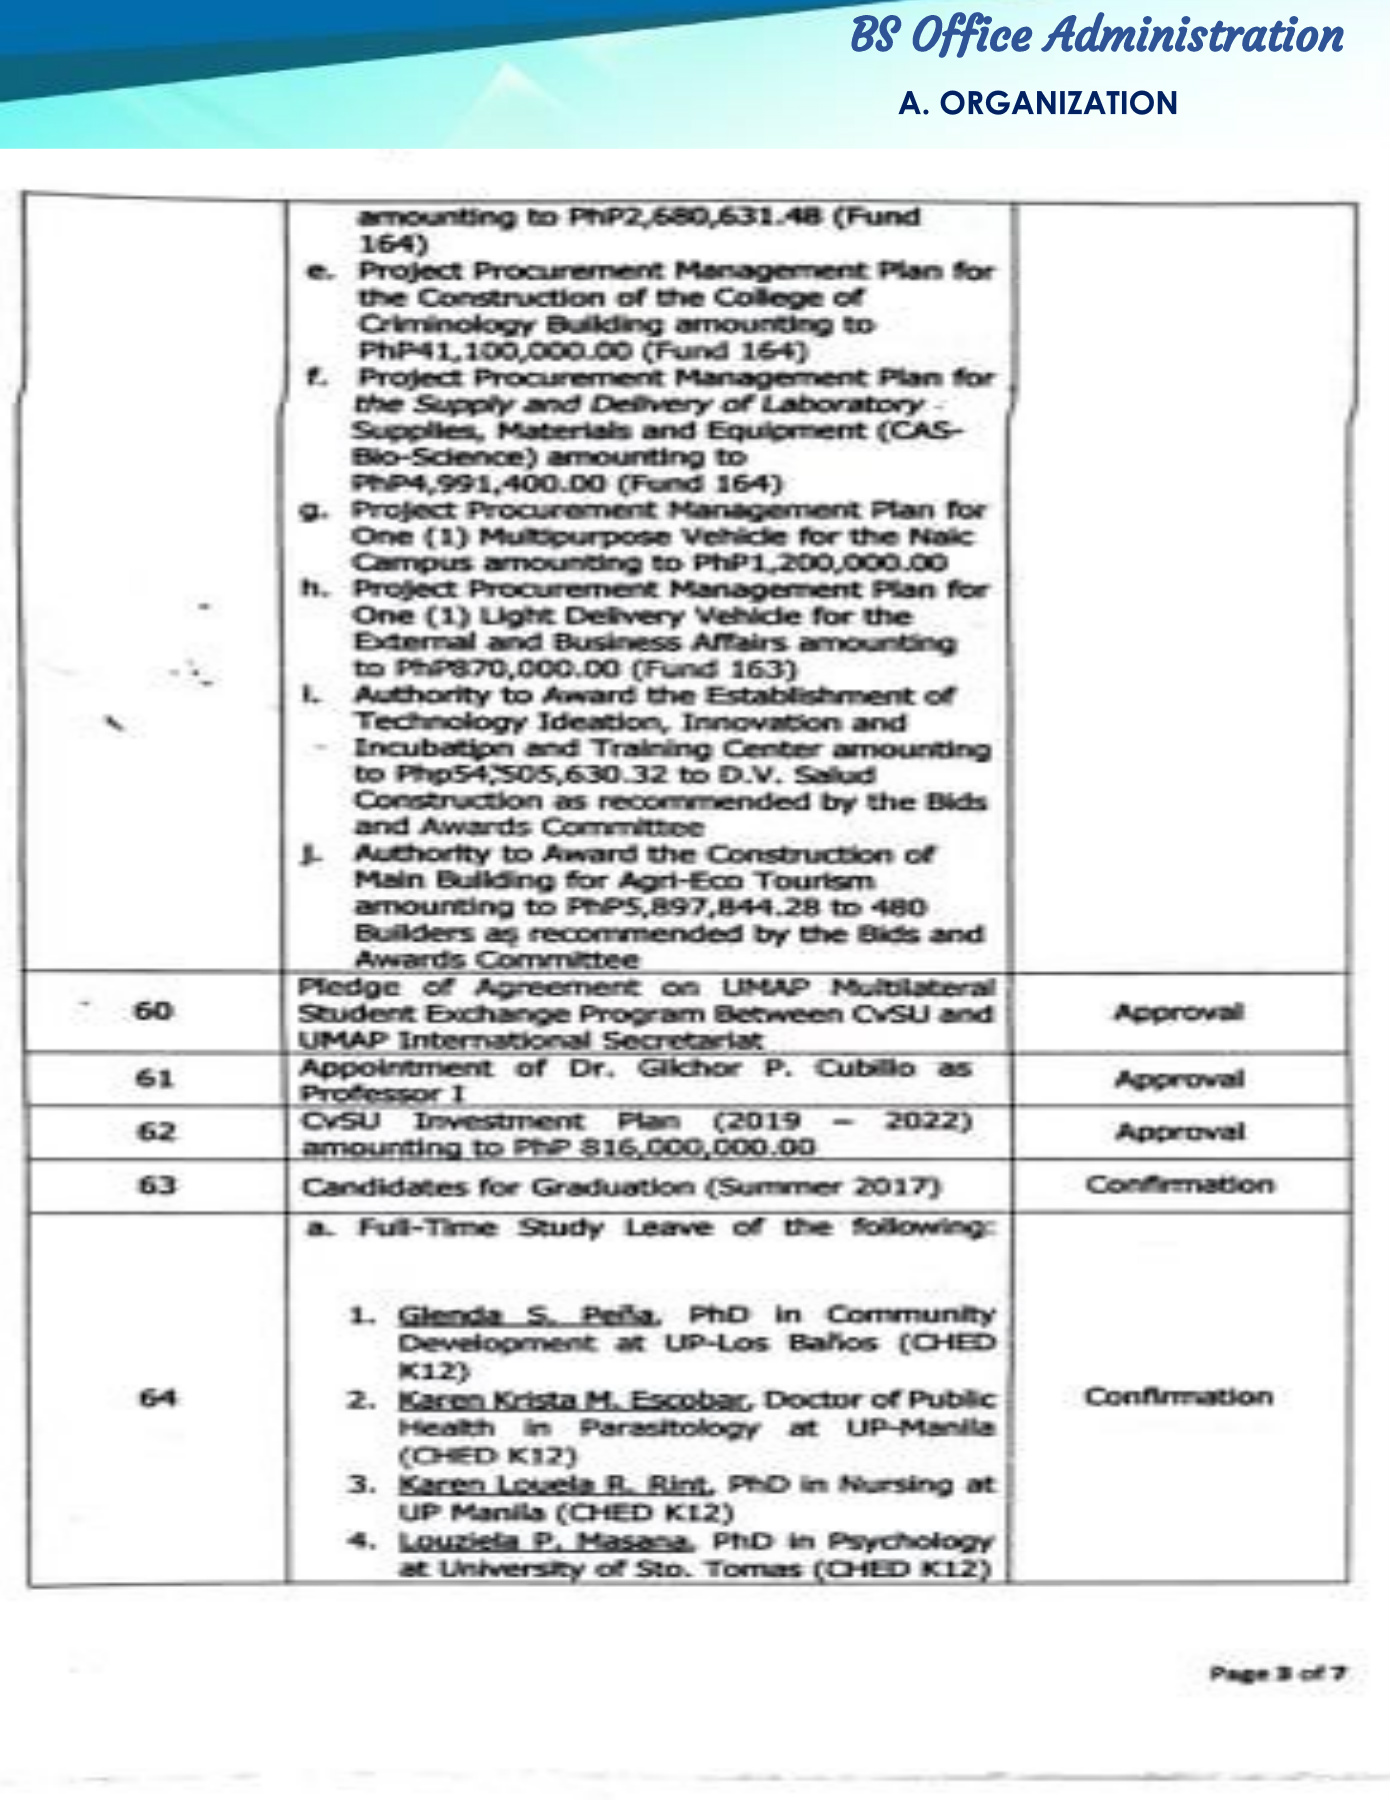 BS Office Administration
A. ORGANIZATION
amounting to PhP2,680,631.48 (Fund
164)
e. Project Procurement Management Plan for
the Construction of the College of
Criminology Building amounting to
PhP41,100,000.00 (Fund 164)
f. Project Procurement Management Plan for
the Supply and Delivery of Laboratory
Supplies, Materials and Equipment (CAS-
Bio-Science) amounting to
PhP4,991,400.00 (Fund 164)
g. Project Procurement Management Plan for
One (1) Multipurpose Vehicle for the Naic
Campus amounting to PhP1,200,000.00
h. Project Procurement Management Plan for
One (1) Light Delivery Vehicle for the
External and Business Affairs amounting
to PhP870,000.00 (Fund 163)
i. Authority to Award the Establishment of
Technology Ideation, Innovation and
Incubation and Training Center amounting
to Php54,505,630.32 to D.V. Salud
Construction as recommended by the Bids
and Awards Committee
j. Authority to Award the Construction of
Main Building for Agri-Eco Tourism
amounting to PhP5,897,844.28 to 480
Builders as recommended by the Bids and
Awards Committee
60
Pledge of Agreement on UMAP Multilateral
Student Exchange Program Between CvSU and
UMAP International Secretariat
Approval
61
Appointment of Dr. Gilchor P. Cubillo as
Professor I
Approval
62
CvSU Investment Plan (2019 – 2022)
amounting to PhP 816,000,000.00
Approval
63
Candidates for Graduation (Summer 2017)
Confirmation
64
a. Full-Time Study Leave of the following:
1. Glenda S. Peña, PhD in Community
Development at UP-Los Baños (CHED
K12)
2. Karen Krista M. Escobar, Doctor of Public
Health in Parasitology at UP-Manila
(CHED K12)
3. Karen Louela R. Rint, PhD in Nursing at
UP Manila (CHED K12)
4. Louziela P. Masana, PhD in Psychology
at University of Sto. Tomas (CHED K12)
Confirmation
Page 3 of 7